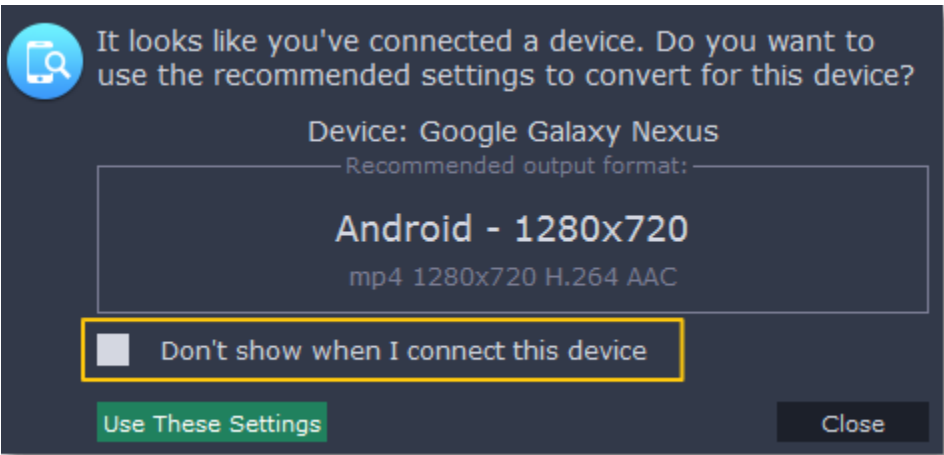 It looks like you've connected a device. Do you want to
use the recommended settings to convert for this device?
Device: Google Galaxy Nexus
Recommended output format:
Android - 1280x720
mp4 1280x720 H.264 AAC
Don't show when I connect this device
Use These Settings
Close